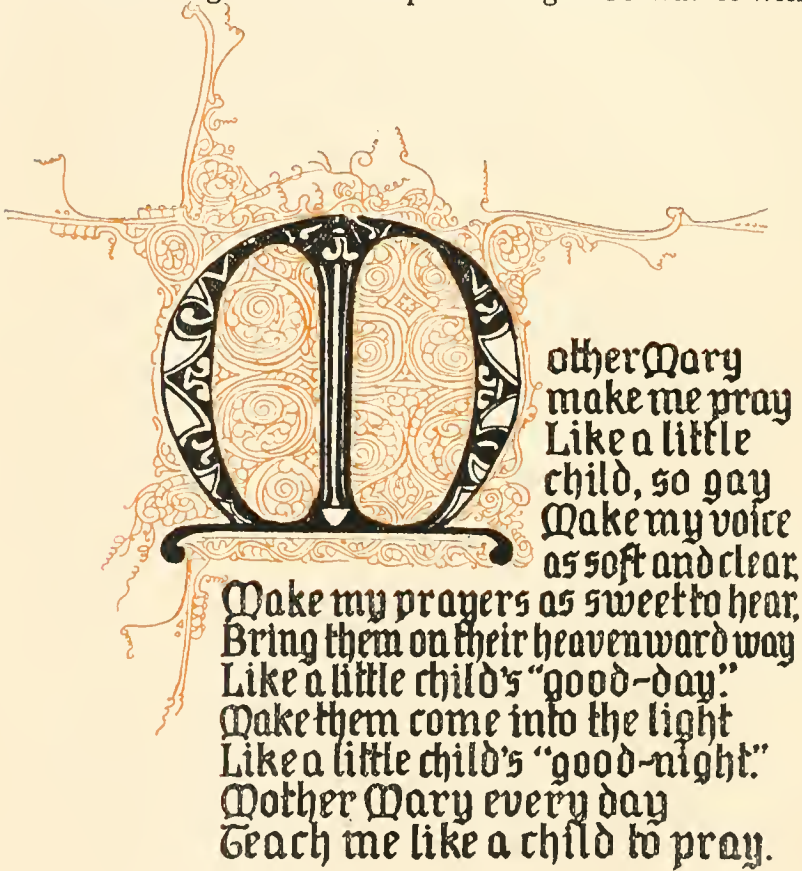 Mother Mary
make me pray
Like a little
child, so gay
Make my voice
as soft and clear,
Make my prayers as sweet to hear,
Bring them on their heavenward way
Like a little child's "good-day."
Make them come into the light
Like a little child's "good-night."
Mother Mary every day
Teach me like a child to pray.